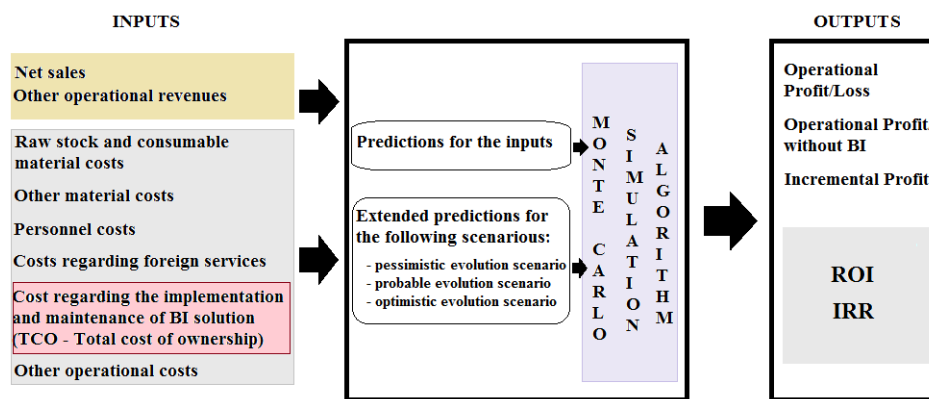 INPUTS
Net sales
Other operational revenues
Raw stock and consumable
material costs
Other material costs
Personnel costs
Costs regarding foreign services
Cost regarding the implementation
and maintenance of BI solution
(TCO - Total cost of ownership)
Other operational costs
Predictions for the inputs
Extended predictions for
the following scenarious:
- pessimistic evolution scenario
- probable evolution scenario
- optimistic evolution scenario
MONTE CARLO
SIMULATION
ALGORITHM
OUTPUTS
Operational
Profit/Loss
Operational Profit/
without BI
Incremental Profit
ROI
IRR